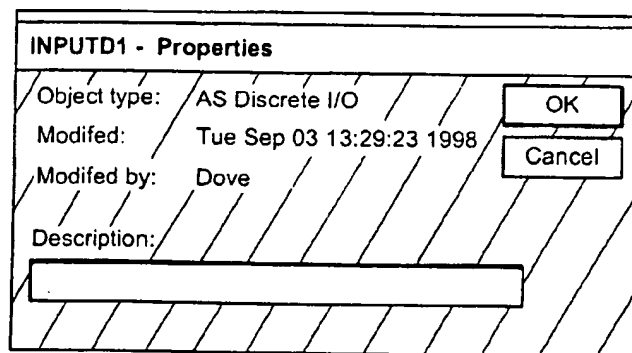 INPUTD1 - Properties
Object type: AS Discrete I/O
OK
Modifed: Tue Sep 03 13:29:23 1998
Cancel
Modifed by: Dove
Description: